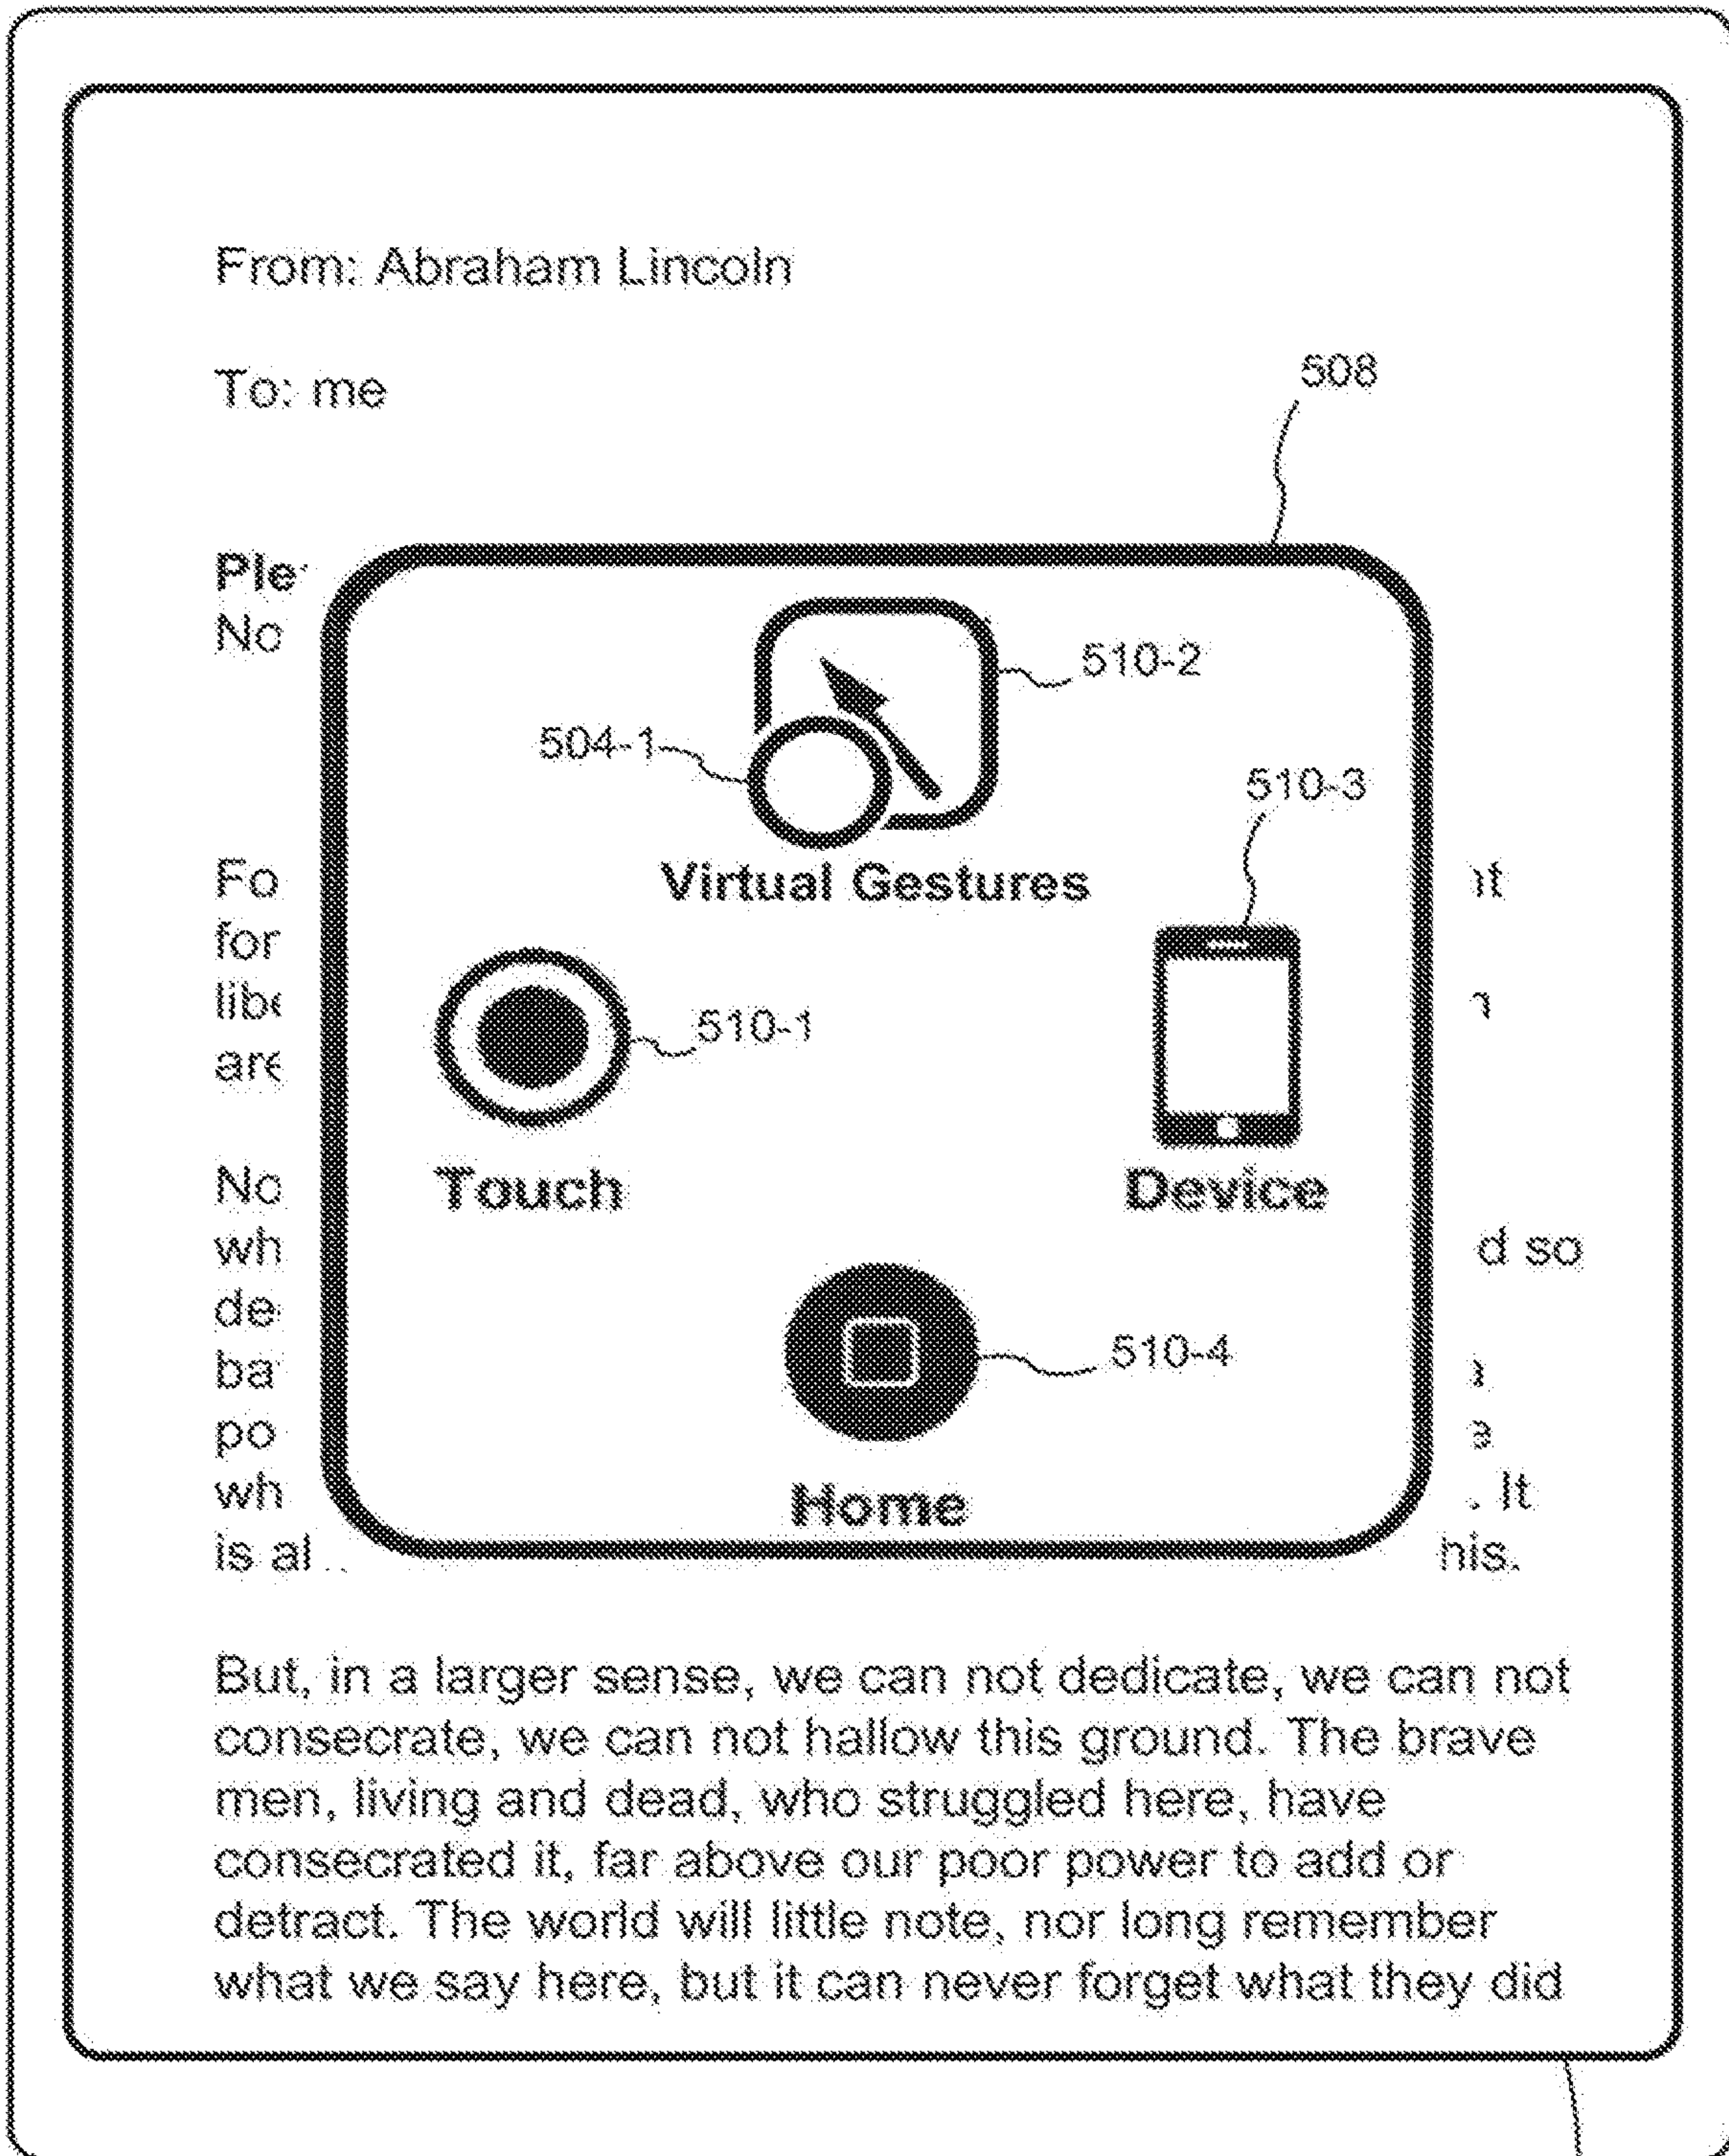 From: Abraham Lincoln
To: me
508
Ple
No
510-2
504-1
510-3
Virtual Gestures
Fo
nt
for
libe
n
are
510-1
Touch
Device
No
wh
d so
de
ba
510-4
po
e
wh
. It
Home
is al
his.
But, in a larger sense, we can not dedicate, we can not
consecrate, we can not hallow this ground. The brave
men, living and dead, who struggled here, have
consecrated it, far above our poor power to add or
detract. The world will little note, nor long remember
what we say here, but it can never forget what they did